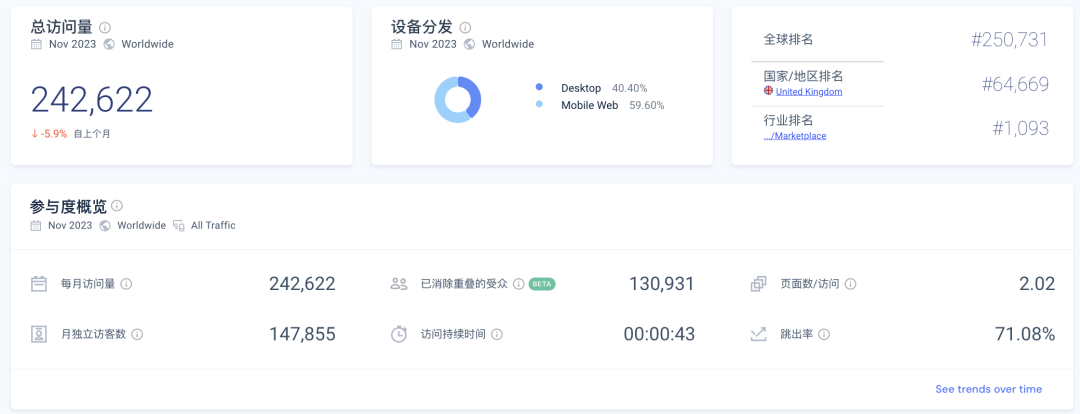 总访问量
Nov 2023 Worldwide
242,622
-5.9% 自上个月
设备分发
Nov 2023 Worldwide
Desktop 40.40%
Mobile Web 59.60%
全球排名 #250,731
国家/地区排名
United Kingdom
#64,669
行业排名
.../Marketplace
#1,093
参与度概览
Nov 2023 Worldwide All Traffic
每月访问量 242,622
已消除重叠的受众 BETA 130,931
页面数/访问 2.02
月独立访客数 147,855
访问持续时间 00:00:43
跳出率 71.08%
See trends over time